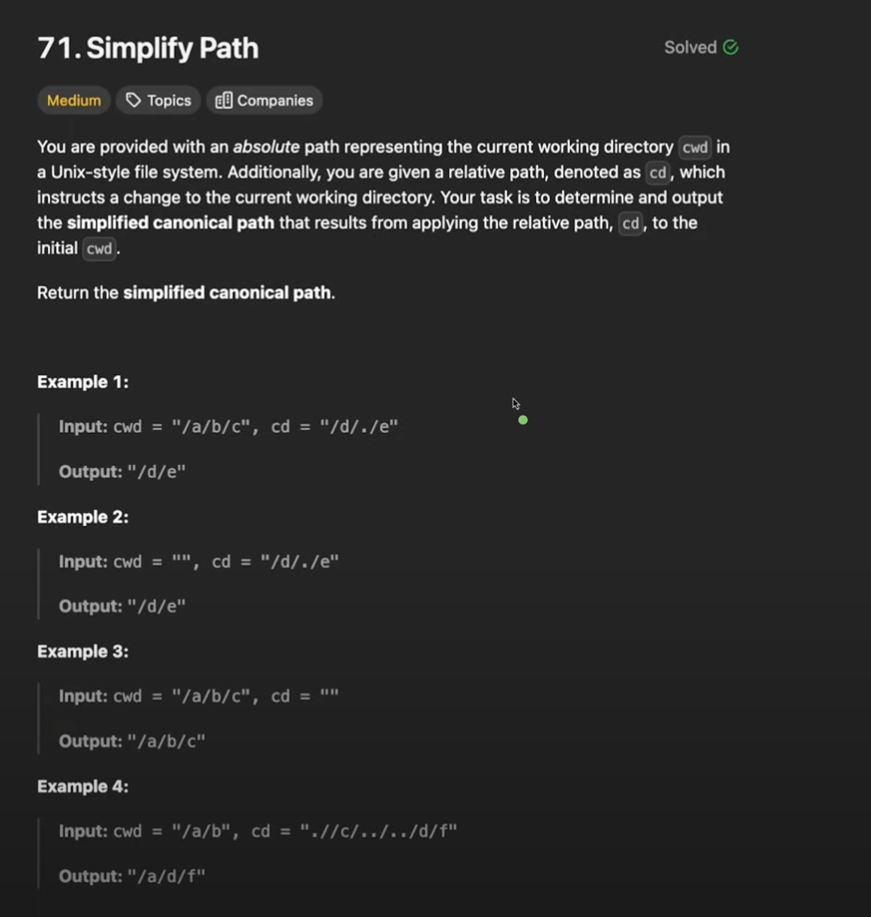 71. Simplify Path
Solved
Medium
Topics
Companies
You are provided with an absolute path representing the current working directory cwd in
a Unix-style file system. Additionally, you are given a relative path, denoted as cd, which
instructs a change to the current working directory. Your task is to determine and output
the simplified canonical path that results from applying the relative path, cd, to the
initial cwd.
Return the simplified canonical path.
Example 1:
Input: cwd = "/a/b/c", cd = "/d/./e"
Output: "/d/e"
Example 2:
Input: cwd = "", cd = "/d/./e"
Output: "/d/e"
Example 3:
Input: cwd = "/a/b/c", cd = ""
Output: "/a/b/c"
Example 4:
Input: cwd = "/a/b", cd = ".//c/../../d/f"
Output: "/a/d/f"